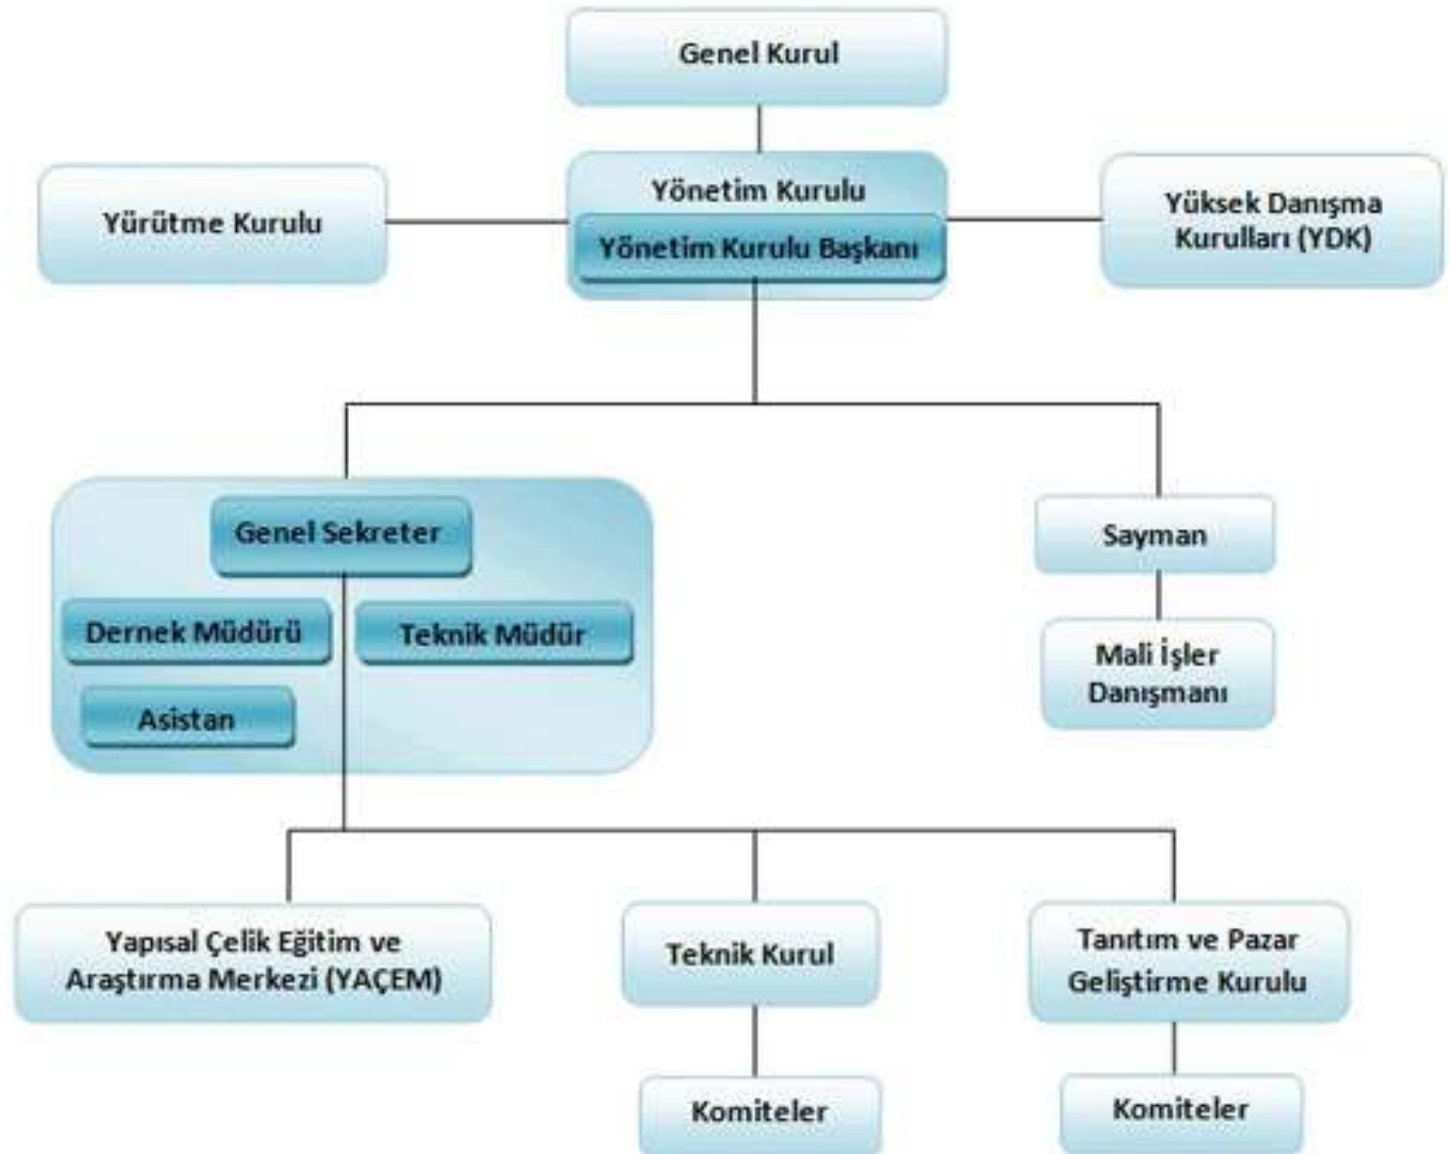 Genel Kurul
Yürütme Kurulu
Yönetim Kurulu
Yönetim Kurulu Başkanı
Yüksek Danışma
Kurulları (YDK)
Genel Sekreter
Dernek Müdürü
Teknik Müdür
Asistan
Sayman
Mali İşler
Danışmanı
Yapısal Çelik Eğitim ve
Araştırma Merkezi (YAÇEM)
Teknik Kurul
Tanıtım ve Pazar
Geliştirme Kurulu
Komiteler
Komiteler